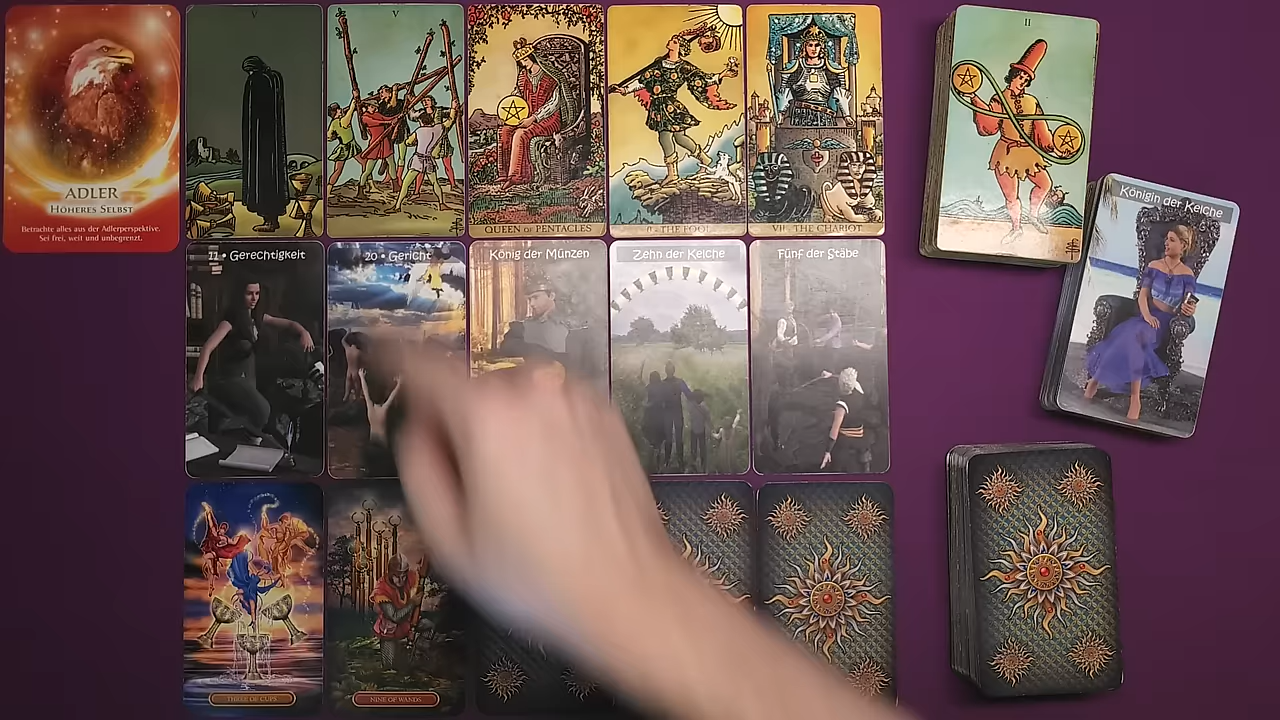 ADLER
HÖHERES SELBST
Betrachte alles aus der Adlerperspektive.
Sei frei, weit und unbegrenzt.
V
V
QUEEN OF PENTACLES
0 - THE FOOL
VII - THE CHARIOT
II
Königin der Kelche
11 • Gerechtigkeit
20 • Gericht
König der Münzen
Zehn der Kelche
Fünf der Stäbe
THREE OF CUPS
NINE OF WANDS